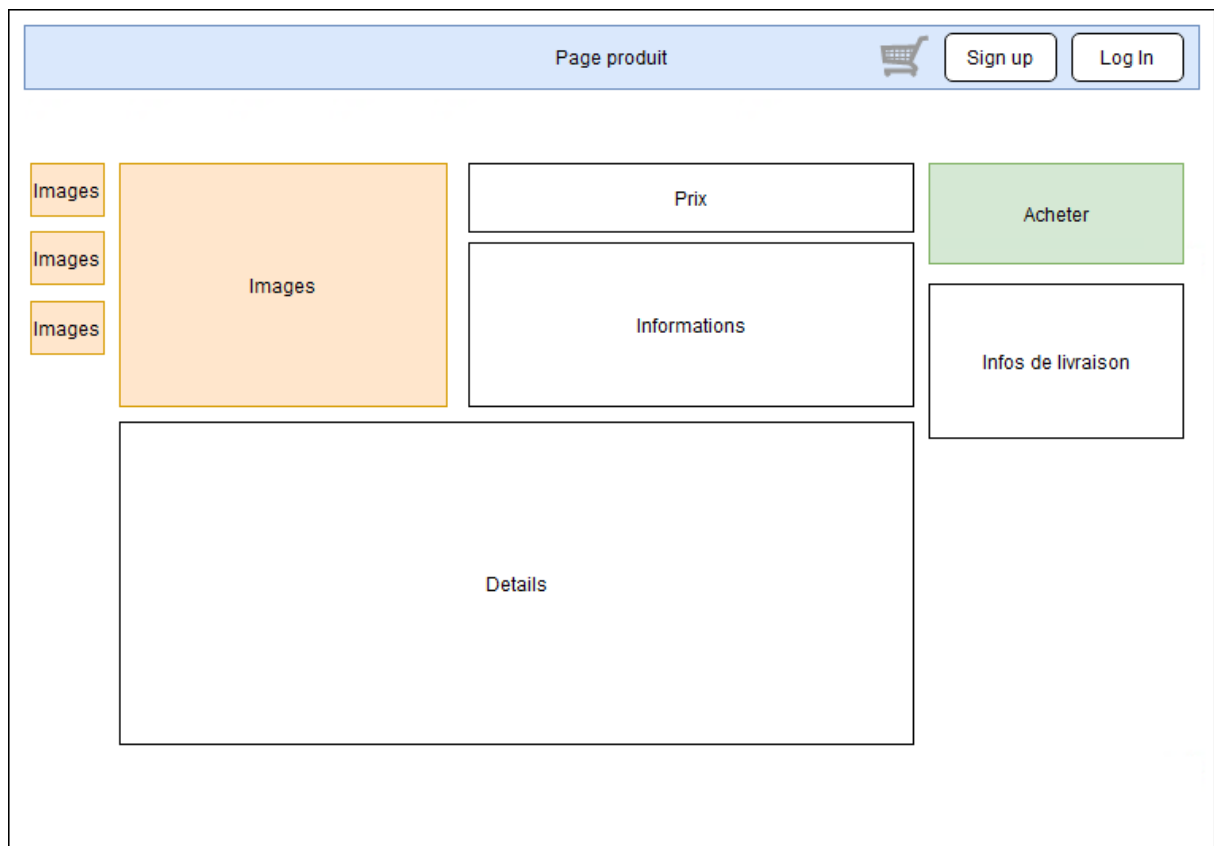 Page produit
Sign up
Log In
Images
Images
Images
Images
Prix
Informations
Acheter
Infos de livraison
Details